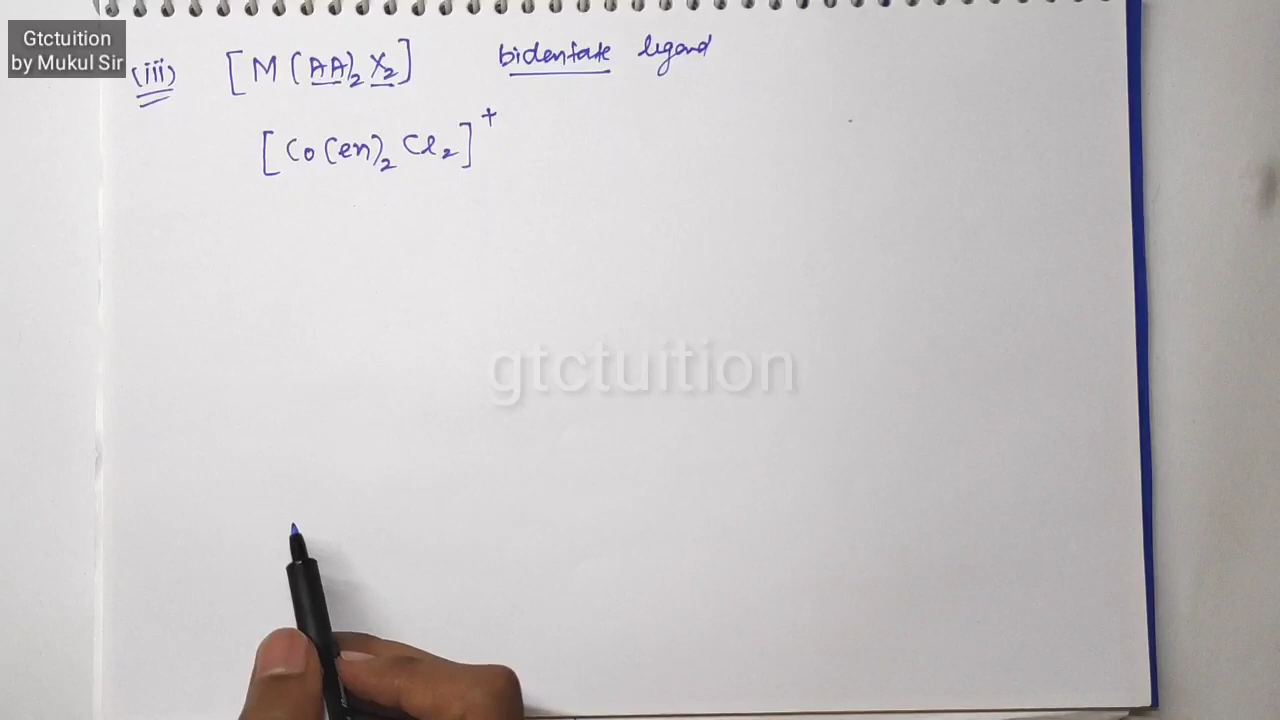 Gtctuition
by Mukul Sir
(iii) [M(AA)₂X₂] bidentate ligand
[Co(en)₂Cl₂]⁺
gtctuition